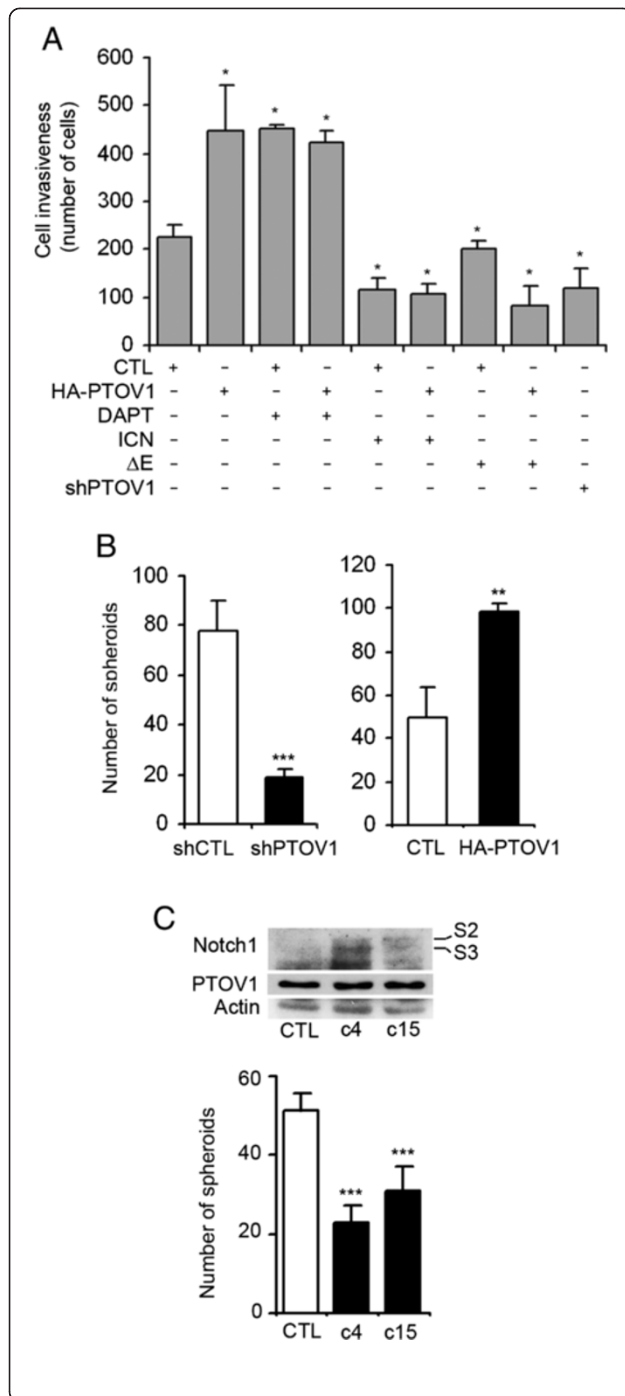 A
Cell invasiveness
(number of cells)
600
500
400
300
200
100
0
* * * * * * * *
CTL + – + – + – + – –
HA-PTOV1 – + – + – + – + –
DAPT – – + + – – – – –
ICN – – – – + + – – –
ΔE – – – – – – + + –
shPTOV1 – – – – – – – – +
B
Number of spheroids
100
80
60
40
20
0
***
shCTL shPTOV1
120
100
80
60
40
20
0
**
CTL HA-PTOV1
C
Notch1
S2
S3
PTOV1
Actin
CTL c4 c15
Number of spheroids
60
40
20
0
*** ***
CTL c4 c15